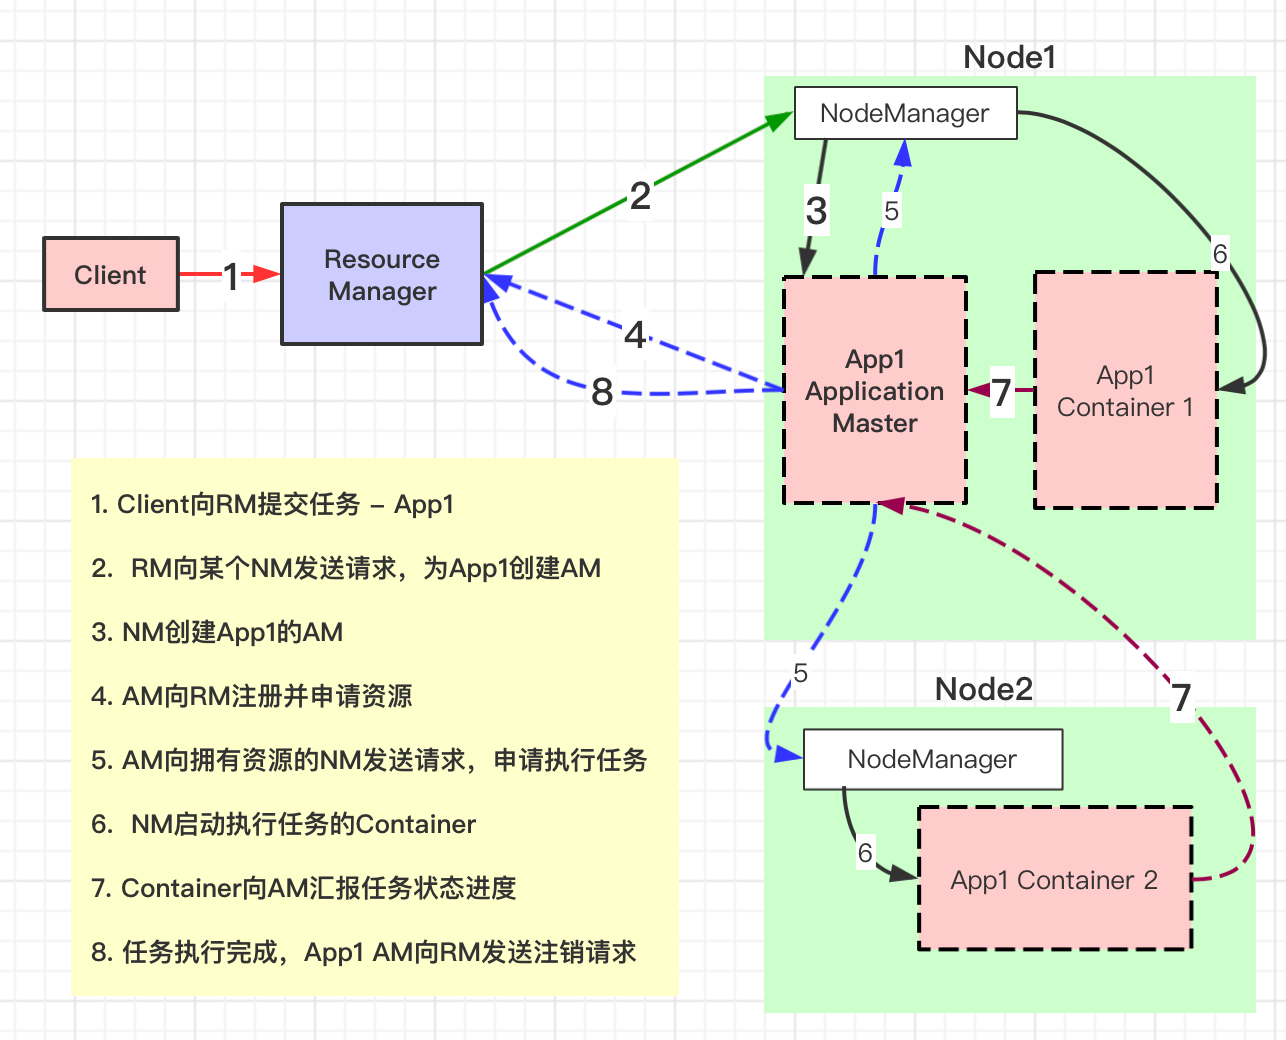 Node1
NodeManager
2
3
5
6
Client
1
Resource
Manager
4
8
App1
Application
Master
7
App1
Container 1
1. Client向RM提交任务 – App1
2. RM向某个NM发送请求，为App1创建AM
3. NM创建App1的AM
4. AM向RM注册并申请资源
5. AM向拥有资源的NM发送请求，申请执行任务
6. NM启动执行任务的Container
7. Container向AM汇报任务状态进度
8. 任务执行完成，App1 AM向RM发送注销请求
5
Node2
7
NodeManager
6
App1 Container 2